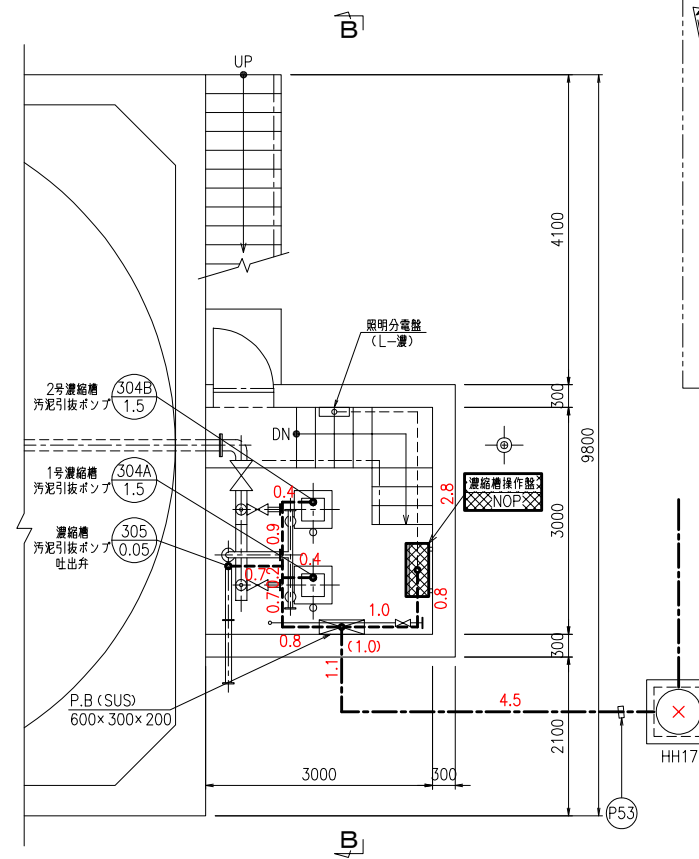 B
UP
4100
9800
照明分電盤
(L-濃)
2号濃縮槽
汚泥引抜ポンプ
304B
1.5
300
DN
1号濃縮槽
汚泥引抜ポンプ
304A
1.5
濃縮槽操作盤
NOP
2.8
0.4
3000
濃縮槽
汚泥引抜ポンプ
吐出弁
305
0.05
0.9
0.4
0.7
0.2
0.7
0.8
1.0
0.8
(1.0)
300
1.1
P.B(SUS)
600×300×200
4.5
2100
HH17
3000
300
P53
B